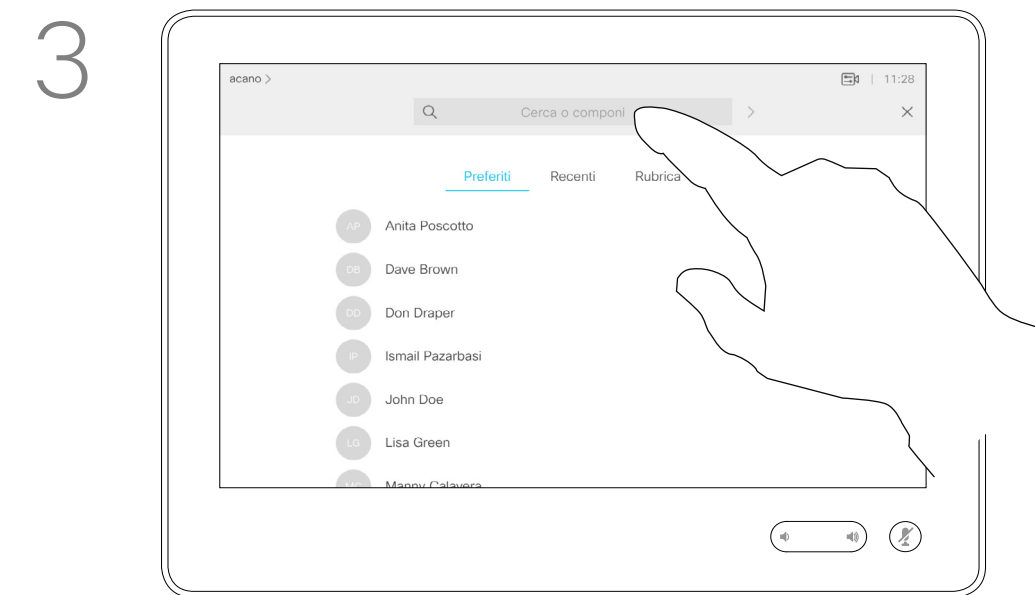 3
acano >
11:28
Cerca o componi
Preferiti Recenti Rubrica
AP Anita Poscotto
DB Dave Brown
DD Don Draper
IP Ismail Pazarbasi
JD John Doe
LG Lisa Green
MC Manny Calavera